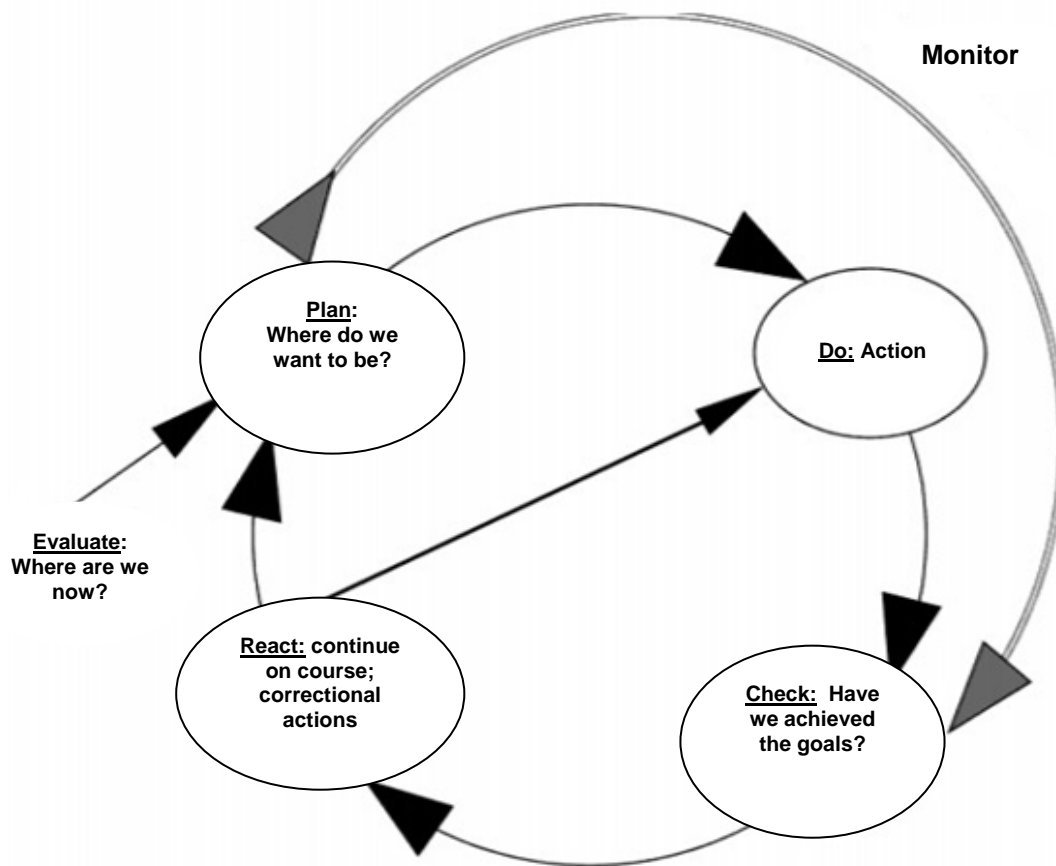 Monitor
Plan:
Where do we
want to be?
Do: Action
Evaluate:
Where are we
now?
React: continue
on course;
correctional
actions
Check: Have
we achieved
the goals?